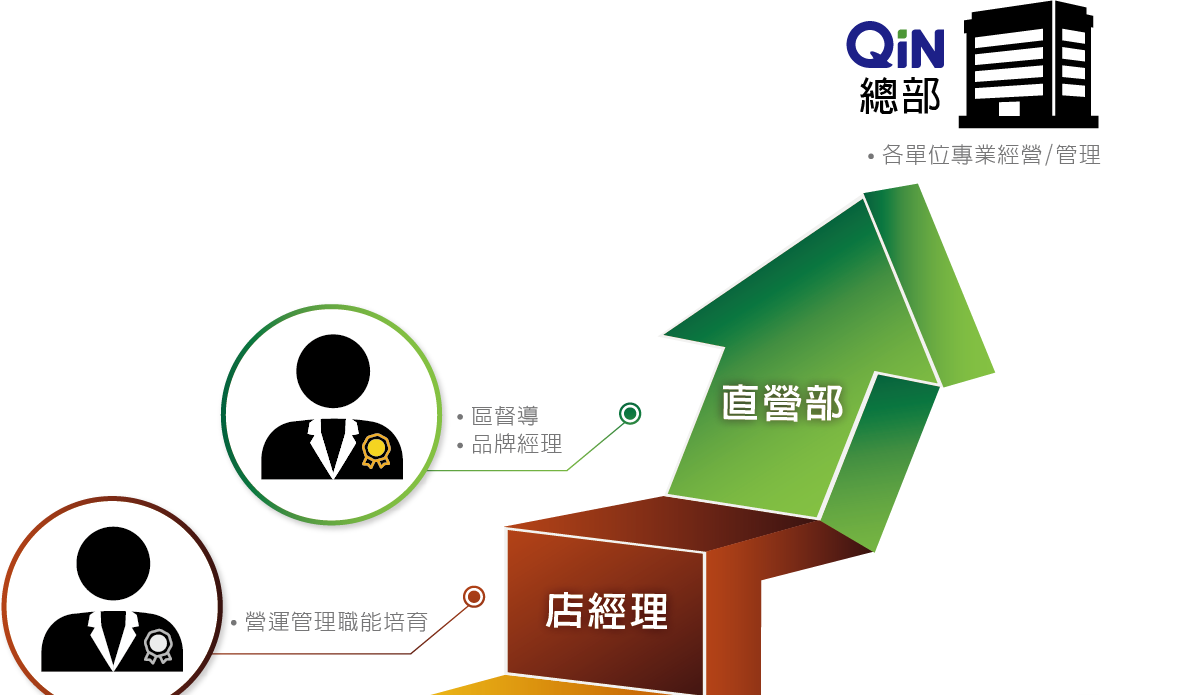 QiN
總部
• 各單位專業經營/管理
直營部
• 區督導
• 品牌經理
店經理
• 營運管理職能培育